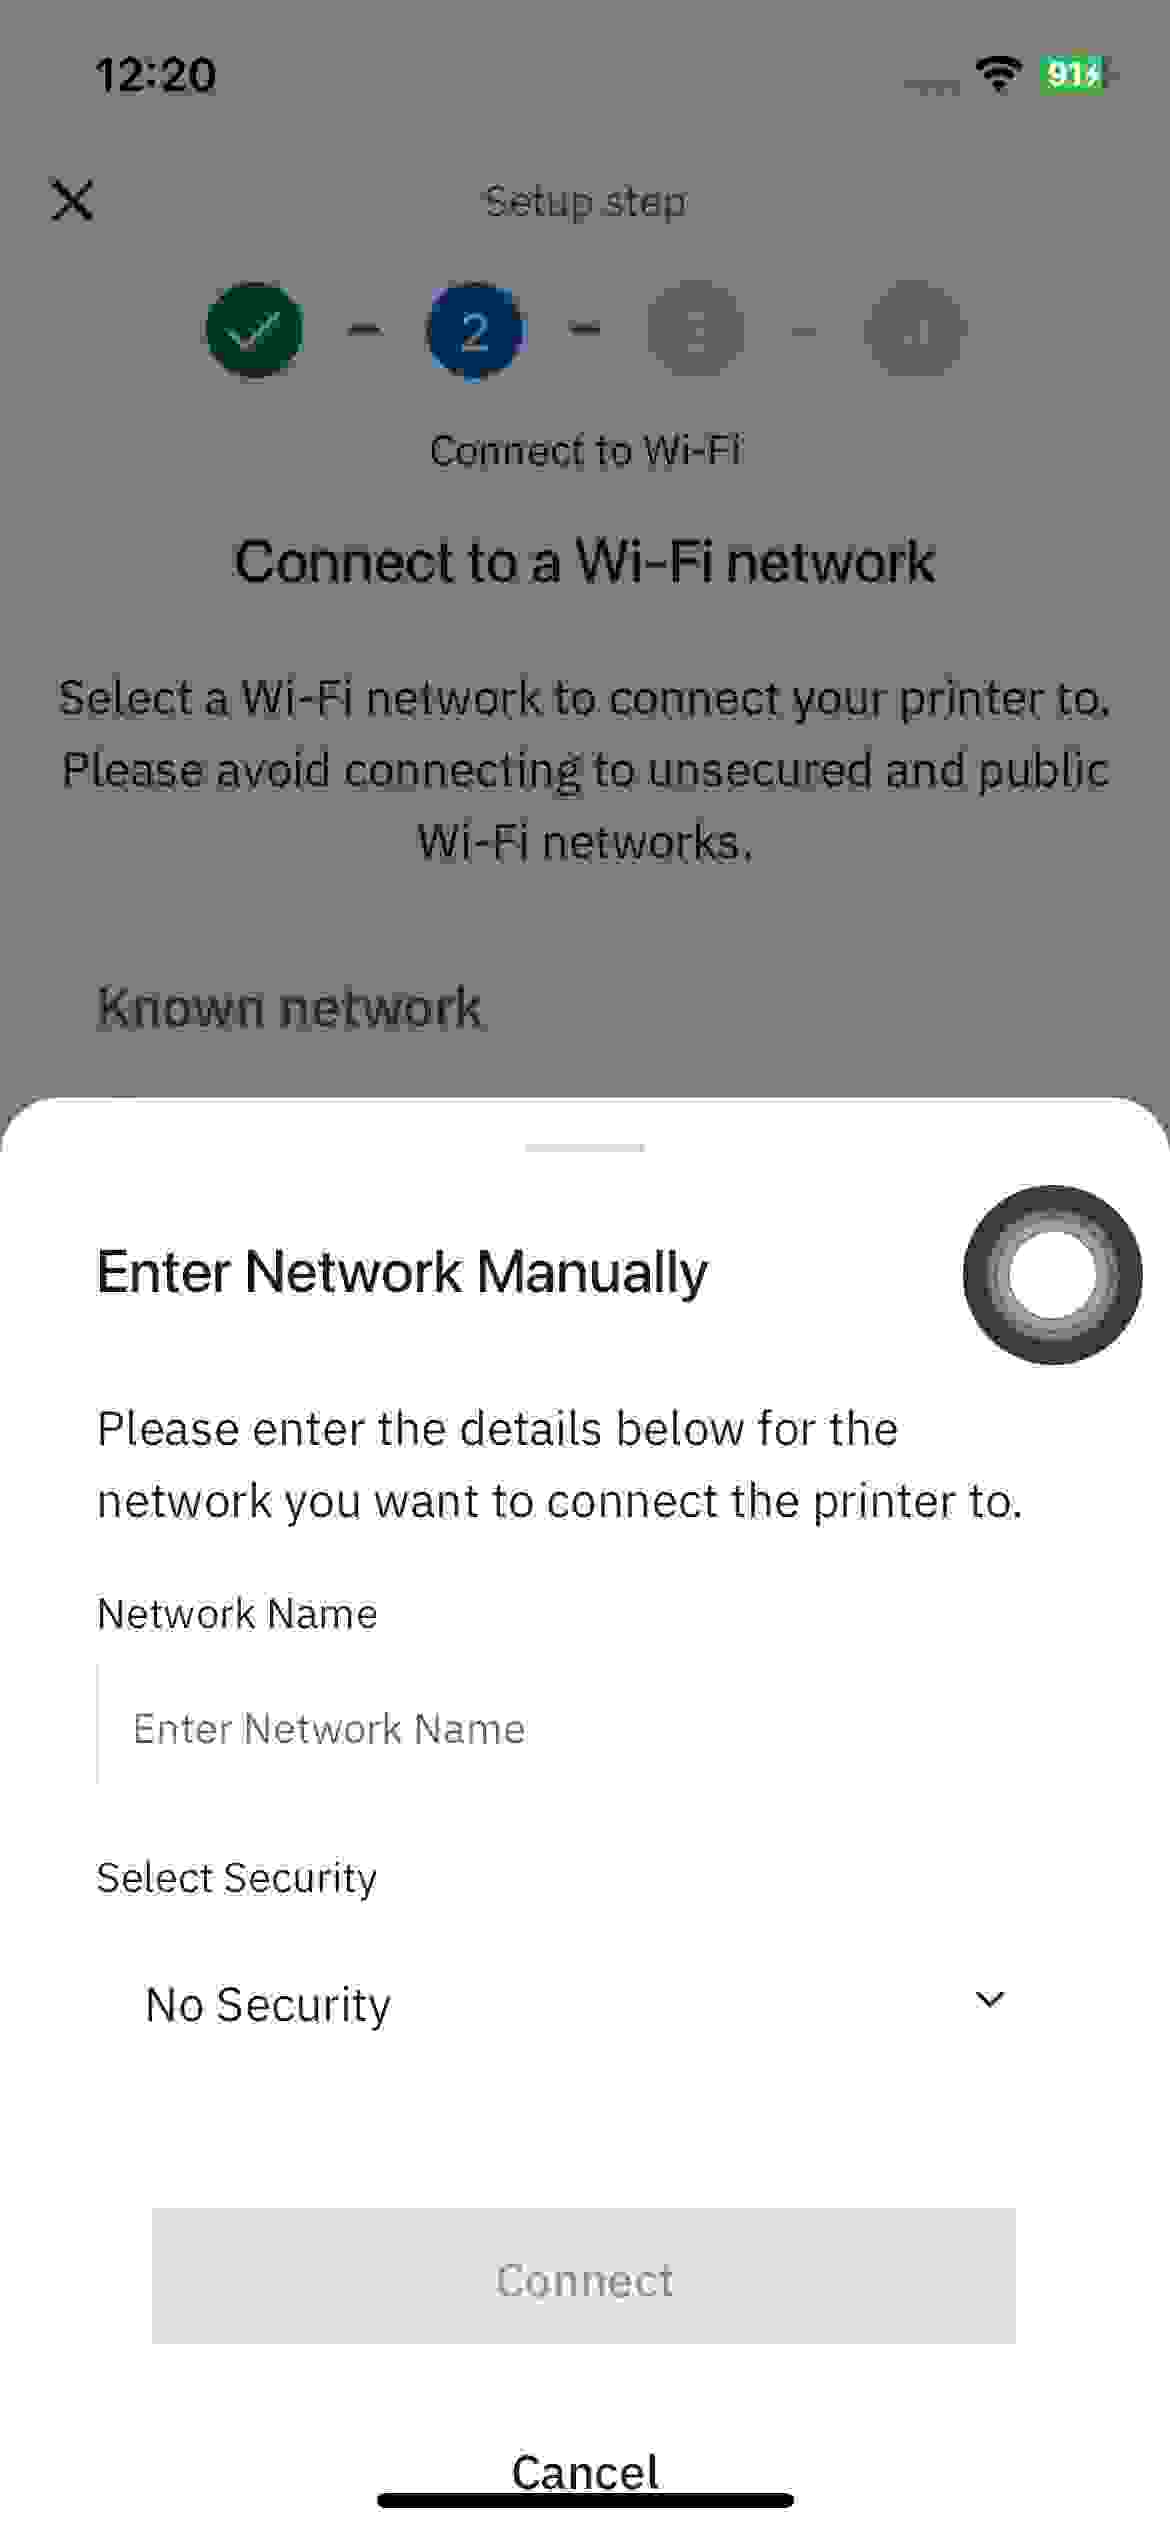 12:20
91
Setup step
2
3
4
Connect to Wi-Fi
Connect to a Wi-Fi network
Select a Wi-Fi network to connect your printer to.
Please avoid connecting to unsecured and public
Wi-Fi networks.
Known network
Enter Network Manually
Please enter the details below for the
network you want to connect the printer to.
Network Name
Enter Network Name
Select Security
No Security
Connect
Cancel